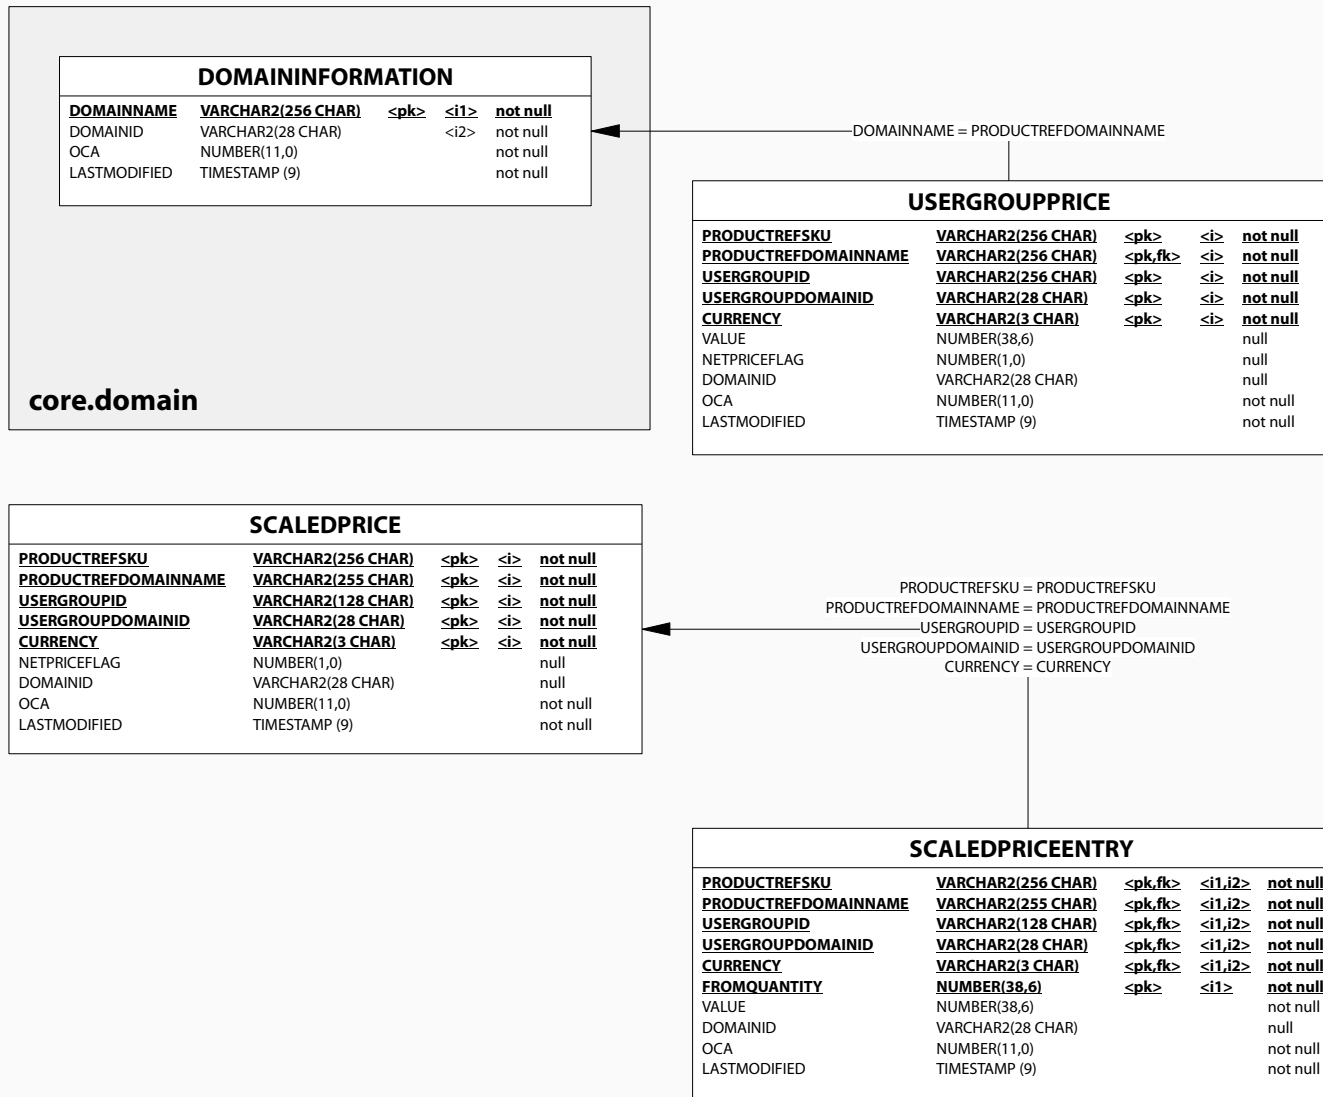 DOMAININFORMATION
DOMAINNAME VARCHAR2(256 CHAR) <pk> <i1> not null
DOMAINID VARCHAR2(28 CHAR) <i2> not null
OCA NUMBER(11,0) not null
LASTMODIFIED TIMESTAMP (9) not null
core.domain
DOMAINNAME = PRODUCTREFDOMAINNAME
USERGROUPPRICE
PRODUCTREFSKU VARCHAR2(256 CHAR) <pk> <i> not null
PRODUCTREFDOMAINNAME VARCHAR2(256 CHAR) <pk,fk> <i> not null
USERGROUPID VARCHAR2(256 CHAR) <pk> <i> not null
USERGROUPDOMAINID VARCHAR2(28 CHAR) <pk> <i> not null
CURRENCY VARCHAR2(3 CHAR) <pk> <i> not null
VALUE NUMBER(38,6) null
NETPRICEFLAG NUMBER(1,0) null
DOMAINID VARCHAR2(28 CHAR) null
OCA NUMBER(11,0) not null
LASTMODIFIED TIMESTAMP (9) not null
SCALEDPRICE
PRODUCTREFSKU VARCHAR2(256 CHAR) <pk> <i> not null
PRODUCTREFDOMAINNAME VARCHAR2(255 CHAR) <pk> <i> not null
USERGROUPID VARCHAR2(128 CHAR) <pk> <i> not null
USERGROUPDOMAINID VARCHAR2(28 CHAR) <pk> <i> not null
CURRENCY VARCHAR2(3 CHAR) <pk> <i> not null
NETPRICEFLAG NUMBER(1,0) null
DOMAINID VARCHAR2(28 CHAR) null
OCA NUMBER(11,0) not null
LASTMODIFIED TIMESTAMP (9) not null
PRODUCTREFSKU = PRODUCTREFSKU
PRODUCTREFDOMAINNAME = PRODUCTREFDOMAINNAME
USERGROUPID = USERGROUPID
USERGROUPDOMAINID = USERGROUPDOMAINID
CURRENCY = CURRENCY
SCALEDPRICEENTRY
PRODUCTREFSKU VARCHAR2(256 CHAR) <pk,fk> <i1,i2> not null
PRODUCTREFDOMAINNAME VARCHAR2(255 CHAR) <pk,fk> <i1,i2> not null
USERGROUPID VARCHAR2(128 CHAR) <pk,fk> <i1,i2> not null
USERGROUPDOMAINID VARCHAR2(28 CHAR) <pk,fk> <i1,i2> not null
CURRENCY VARCHAR2(3 CHAR) <pk,fk> <i1,i2> not null
FROMQUANTITY NUMBER(38,6) <pk> <i1> not null
VALUE NUMBER(38,6) not null
DOMAINID VARCHAR2(28 CHAR) null
OCA NUMBER(11,0) not null
LASTMODIFIED TIMESTAMP (9) not null